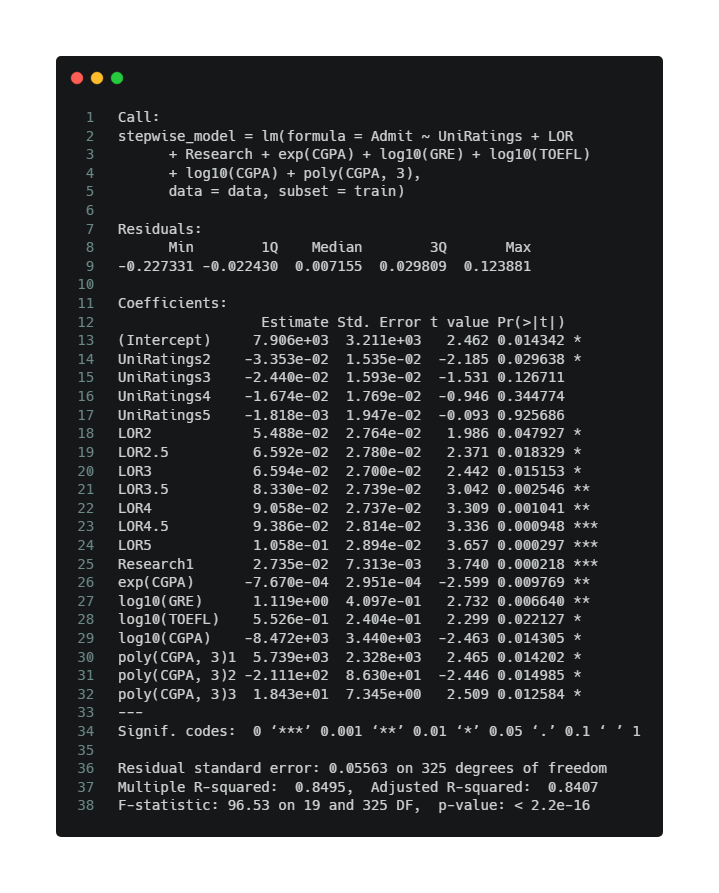 1 Call:
2 stepwise_model = lm(formula = Admit ~ UniRatings + LOR
3 + Research + exp(CGPA) + log10(GRE) + log10(TOEFL)
4 + log10(CGPA) + poly(CGPA, 3),
5 data = data, subset = train)
6
7 Residuals:
8 Min 1Q Median 3Q Max
9 -0.227331 -0.022430 0.007155 0.029809 0.123881
10
11 Coefficients:
12 Estimate Std. Error t value Pr(>|t|)
13 (Intercept) 7.906e+03 3.211e+03 2.462 0.014342 *
14 UniRatings2 -3.353e-02 1.535e-02 -2.185 0.029638 *
15 UniRatings3 -2.440e-02 1.593e-02 -1.531 0.126711
16 UniRatings4 -1.674e-02 1.769e-02 -0.946 0.344774
17 UniRatings5 -1.818e-03 1.947e-02 -0.093 0.925686
18 LOR2 5.488e-02 2.764e-02 1.986 0.047927 *
19 LOR2.5 6.592e-02 2.780e-02 2.371 0.018329 *
20 LOR3 6.594e-02 2.700e-02 2.442 0.015153 *
21 LOR3.5 8.330e-02 2.739e-02 3.042 0.002546 **
22 LOR4 9.058e-02 2.737e-02 3.309 0.001041 **
23 LOR4.5 9.386e-02 2.814e-02 3.336 0.000948 ***
24 LOR5 1.058e-01 2.894e-02 3.657 0.000297 ***
25 Research1 2.735e-02 7.313e-03 3.740 0.000218 ***
26 exp(CGPA) -7.670e-04 2.951e-04 -2.599 0.009769 **
27 log10(GRE) 1.119e+00 4.097e-01 2.732 0.006640 **
28 log10(TOEFL) 5.526e-01 2.404e-01 2.299 0.022127 *
29 log10(CGPA) -8.472e+03 3.440e+03 -2.463 0.014305 *
30 poly(CGPA, 3)1 5.739e+03 2.328e+03 2.465 0.014202 *
31 poly(CGPA, 3)2 -2.111e+02 8.630e+01 -2.446 0.014985 *
32 poly(CGPA, 3)3 1.843e+01 7.345e+00 2.509 0.012584 *
33 ---
34 Signif. codes: 0 ‘***’ 0.001 ‘**’ 0.01 ‘*’ 0.05 ‘.’ 0.1 ‘ ’ 1
35
36 Residual standard error: 0.05563 on 325 degrees of freedom
37 Multiple R-squared: 0.8495, Adjusted R-squared: 0.8407
38 F-statistic: 96.53 on 19 and 325 DF, p-value: < 2.2e-16